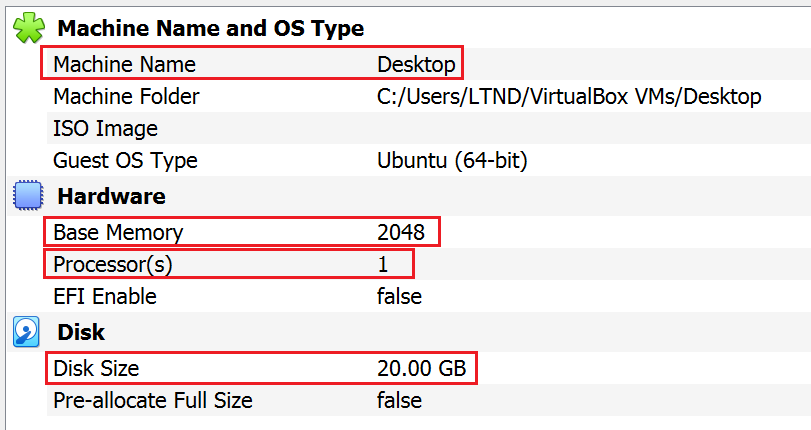 Machine Name and OS Type
Machine Name Desktop
Machine Folder C:/Users/LTND/VirtualBox VMs/Desktop
ISO Image
Guest OS Type Ubuntu (64-bit)
Hardware
Base Memory 2048
Processor(s) 1
EFI Enable false
Disk
Disk Size 20.00 GB
Pre-allocate Full Size false